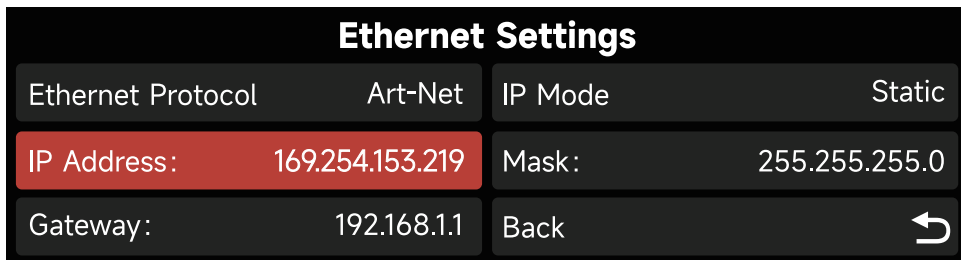 Ethernet Settings
Ethernet Protocol Art-Net IP Mode Static
IP Address: 169.254.153.219 Mask: 255.255.255.0
Gateway: 192.168.1.1 Back